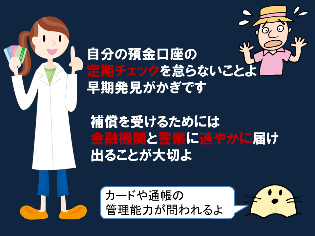 自分の預金口座の
定期チェックを怠らないことよ
早期発見がかぎです
補償を受けるためには
金融機関と警察に速やかに届け
出ることが大切よ
カードや通帳の
管理能力が問われるよ